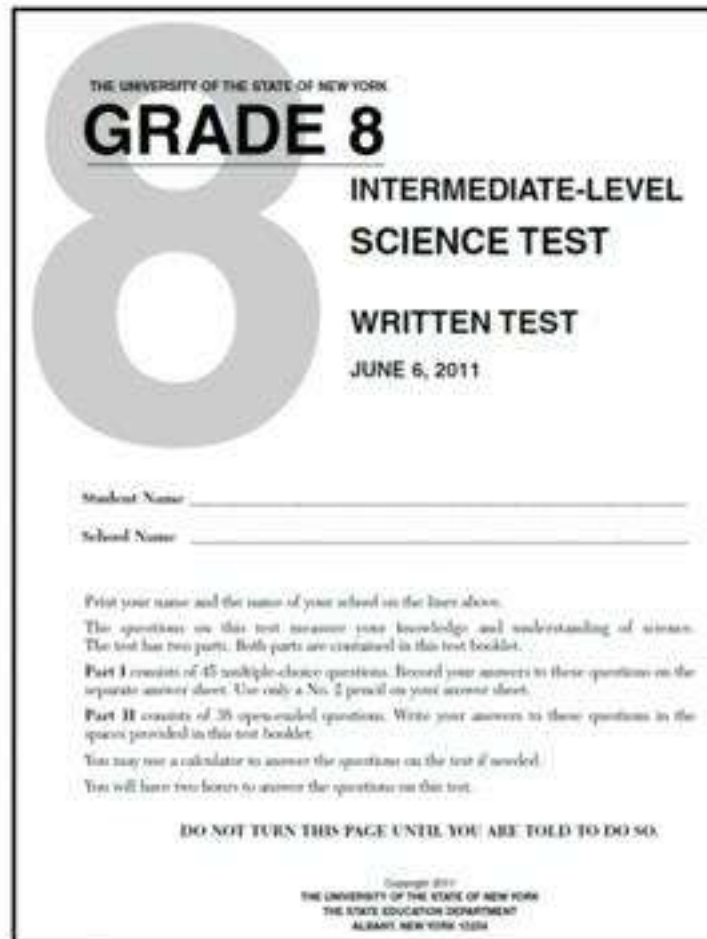 THE UNIVERSITY OF THE STATE OF NEW YORK
GRADE 8
INTERMEDIATE-LEVEL
SCIENCE TEST
WRITTEN TEST
JUNE 6, 2011
Student Name
School Name
Print your name and the name of your school on the lines above.
The questions on this test measure your knowledge and understanding of science.
The test has two parts. Both parts are contained in this test booklet.
Part I consists of 45 multiple-choice questions. Record your answers to these questions on the
separate answer sheet. Use only a No. 2 pencil on your answer sheet.
Part II consists of 38 open-ended questions. Write your answers to these questions in the
spaces provided in this test booklet.
You may use a calculator to answer the questions on the test if needed.
You will have two hours to answer the questions on this test.
DO NOT TURN THIS PAGE UNTIL YOU ARE TOLD TO DO SO.
Copyright 2011
THE UNIVERSITY OF THE STATE OF NEW YORK
THE STATE EDUCATION DEPARTMENT
ALBANY, NEW YORK 12234